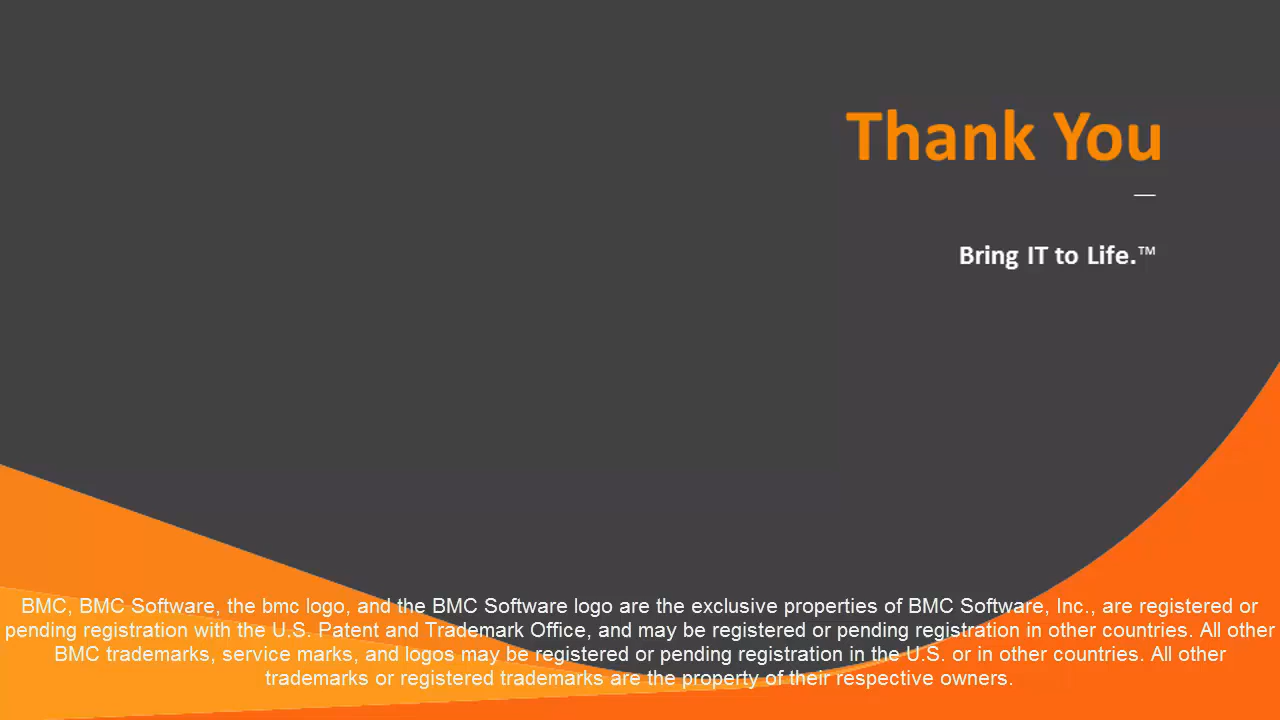 Thank You
Bring IT to Life.™
BMC, BMC Software, the bmc logo, and the BMC Software logo are the exclusive properties of BMC Software, Inc., are registered or
pending registration with the U.S. Patent and Trademark Office, and may be registered or pending registration in other countries. All other
BMC trademarks, service marks, and logos may be registered or pending registration in the U.S. or in other countries. All other
trademarks or registered trademarks are the property of their respective owners.